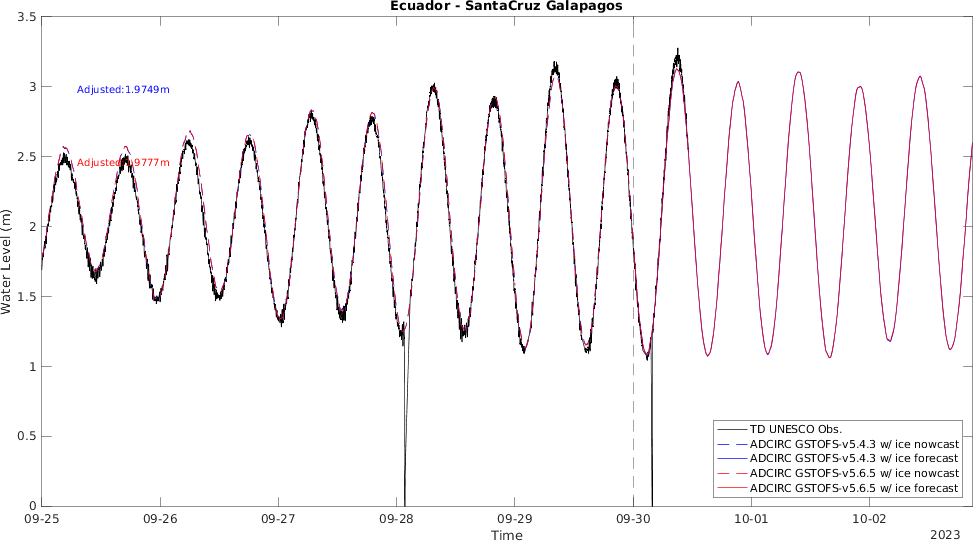 Ecuador - SantaCruz Galapagos
Water Level (m)
3.5
3
2.5
2
1.5
1
0.5
0
Adjusted:1.9749m
Adjusted:1.9777m
TD UNESCO Obs.
ADCIRC GSTOFS-v5.4.3 w/ ice nowcast
ADCIRC GSTOFS-v5.4.3 w/ ice forecast
ADCIRC GSTOFS-v5.6.5 w/ ice nowcast
ADCIRC GSTOFS-v5.6.5 w/ ice forecast
09-25 09-26 09-27 09-28 09-29 09-30 10-01 10-02
Time
2023